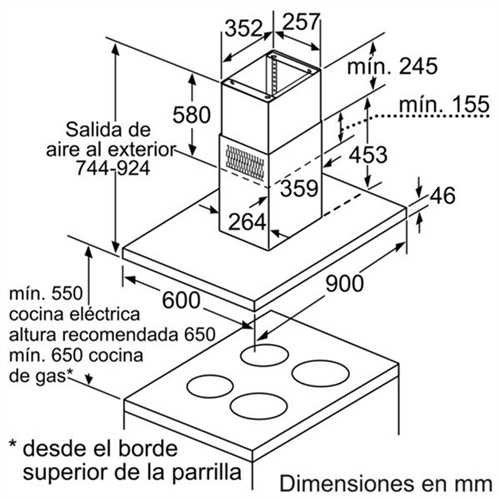 352
257
580
mín. 245
mín. 155
Salida de
aire al exterior
744-924
453
359
264
46
600
900
mín. 550
cocina eléctrica
altura recomendada 650
mín. 650 cocina
de gas*
* desde el borde
superior de la parrilla
Dimensiones en mm